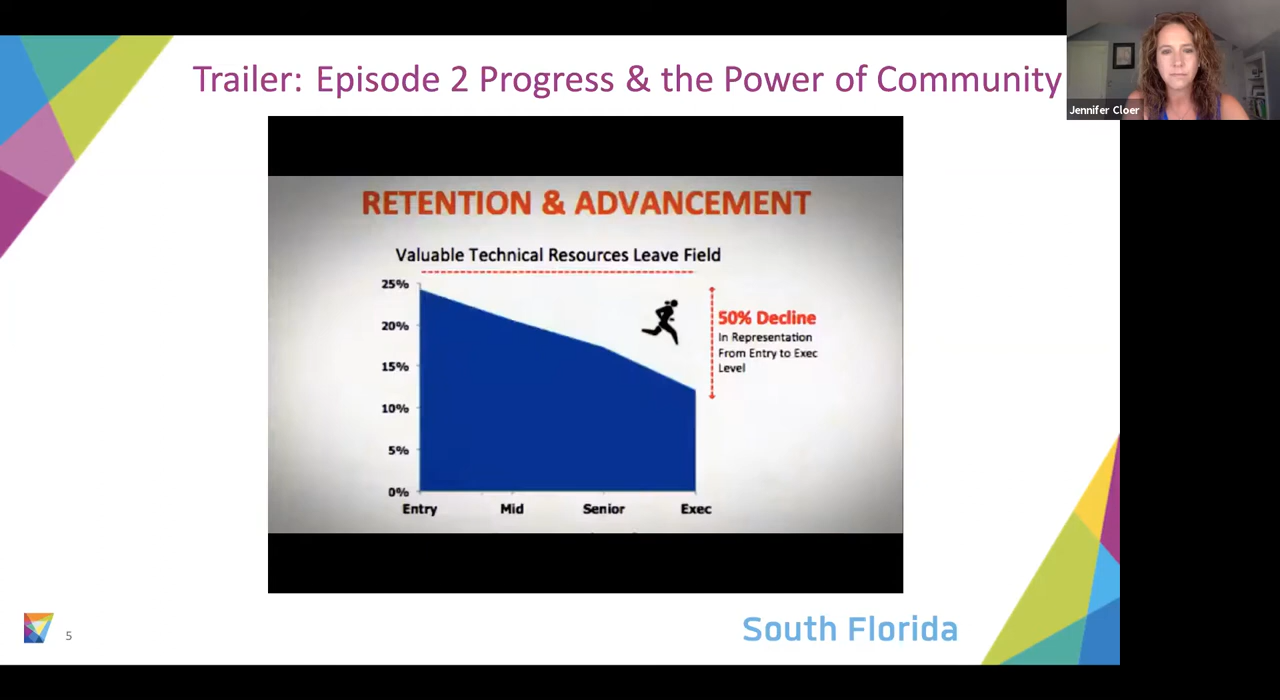 Trailer: Episode 2 Progress & the Power of Community
Jennifer Cloer
RETENTION & ADVANCEMENT
Valuable Technical Resources Leave Field
25%
20%
15%
10%
5%
0%
Entry
Mid
Senior
Exec
50% Decline
In Representation
From Entry to Exec
Level
5
South Florida